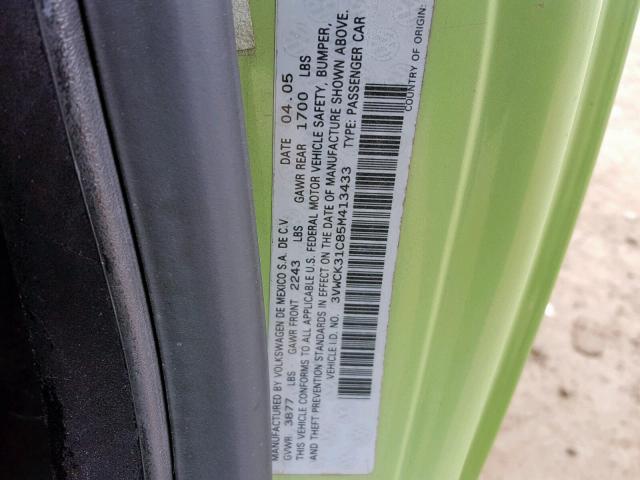 MANUFACTURED BY VOLKSWAGEN DE MEXICO S.A. DE C.V. DATE 04.05
GVWR 3877 LBS GAWR FRONT 2243 LBS GAWR REAR 1700 LBS
THIS VEHICLE CONFORMS TO ALL APPLICABLE U.S. FEDERAL MOTOR VEHICLE SAFETY, BUMPER,
AND THEFT PREVENTION STANDARDS IN EFFECT ON THE DATE OF MANUFACTURE SHOWN ABOVE.
VEHICLE I.D. NO. 3VWCK31C85M413433 TYPE: PASSENGER CAR
COUNTRY OF ORIGIN: